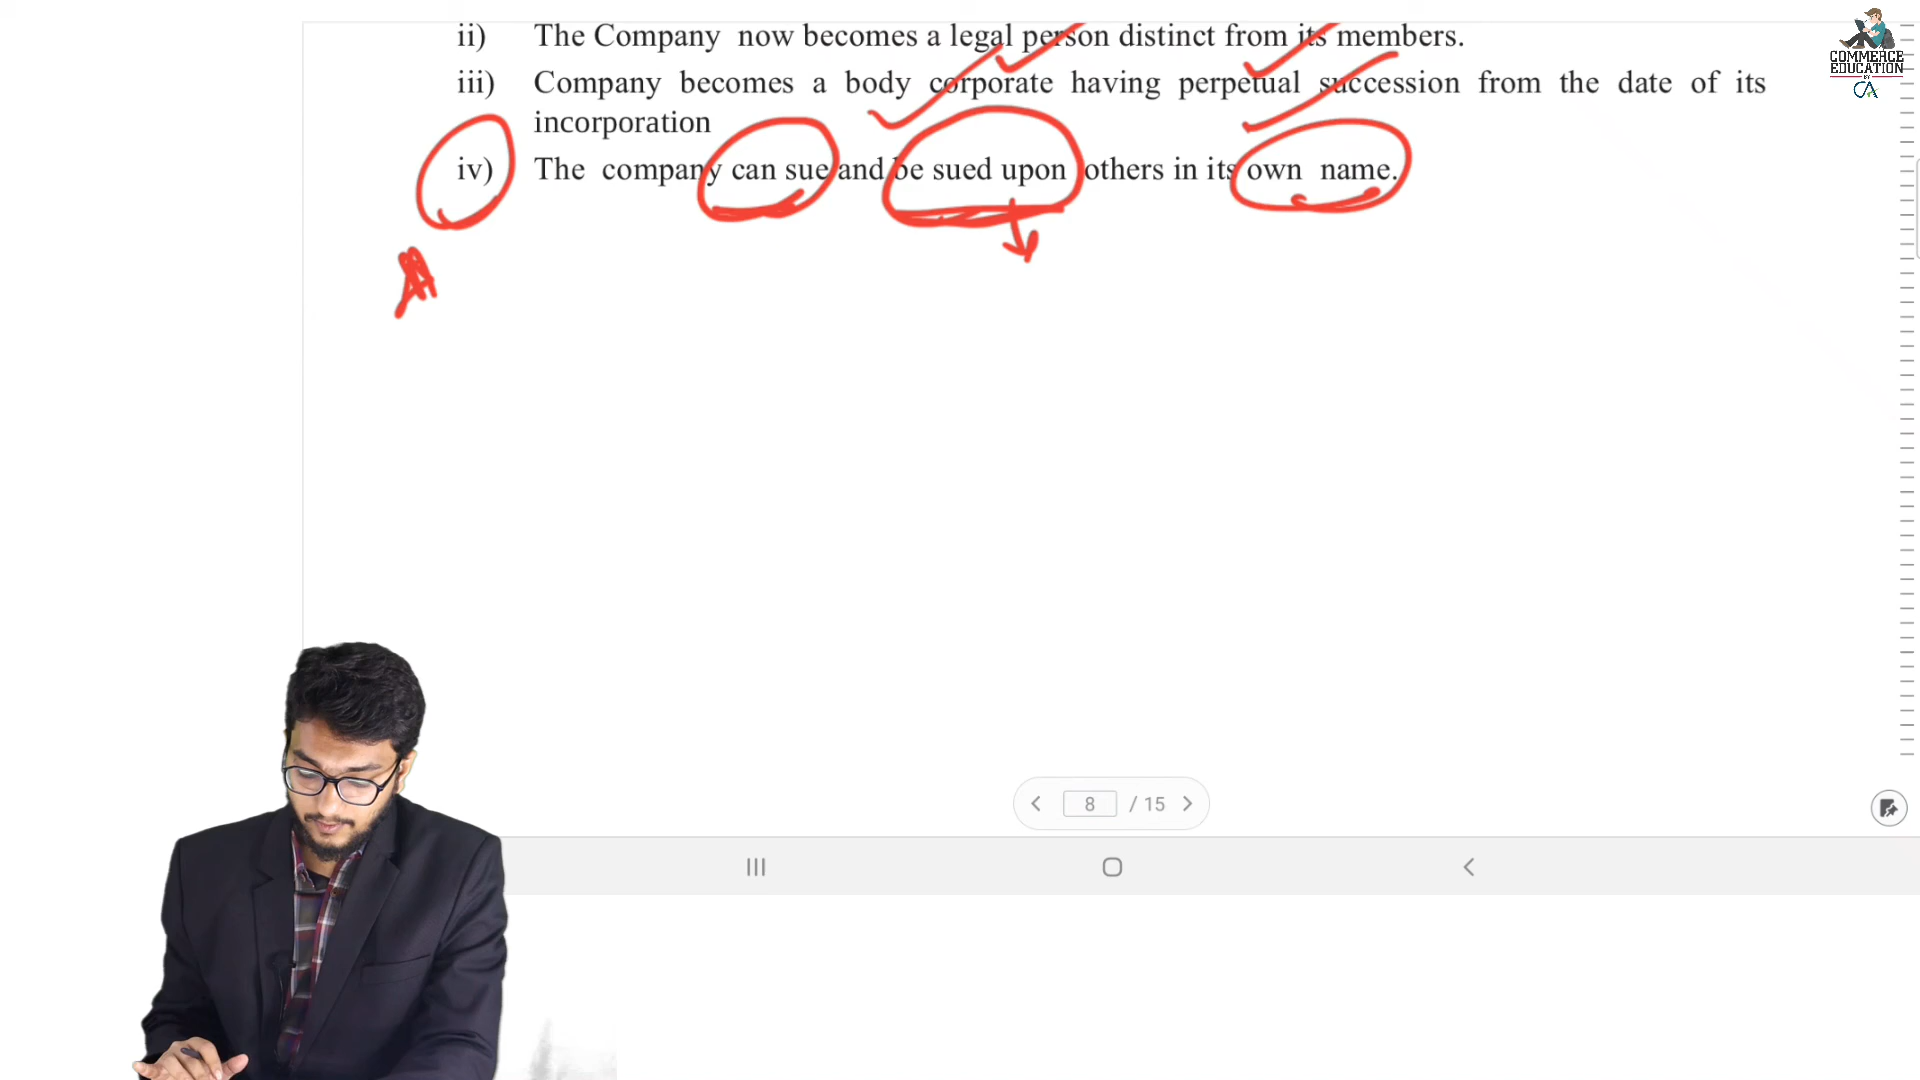 ii) The Company now becomes a legal person distinct from its members.
iii) Company becomes a body corporate having perpetual succession from the date of its
incorporation
iv) The company can sue and be sued upon others in its own name.
COMMERCE
EDUCATION
BY
CA
8 / 15